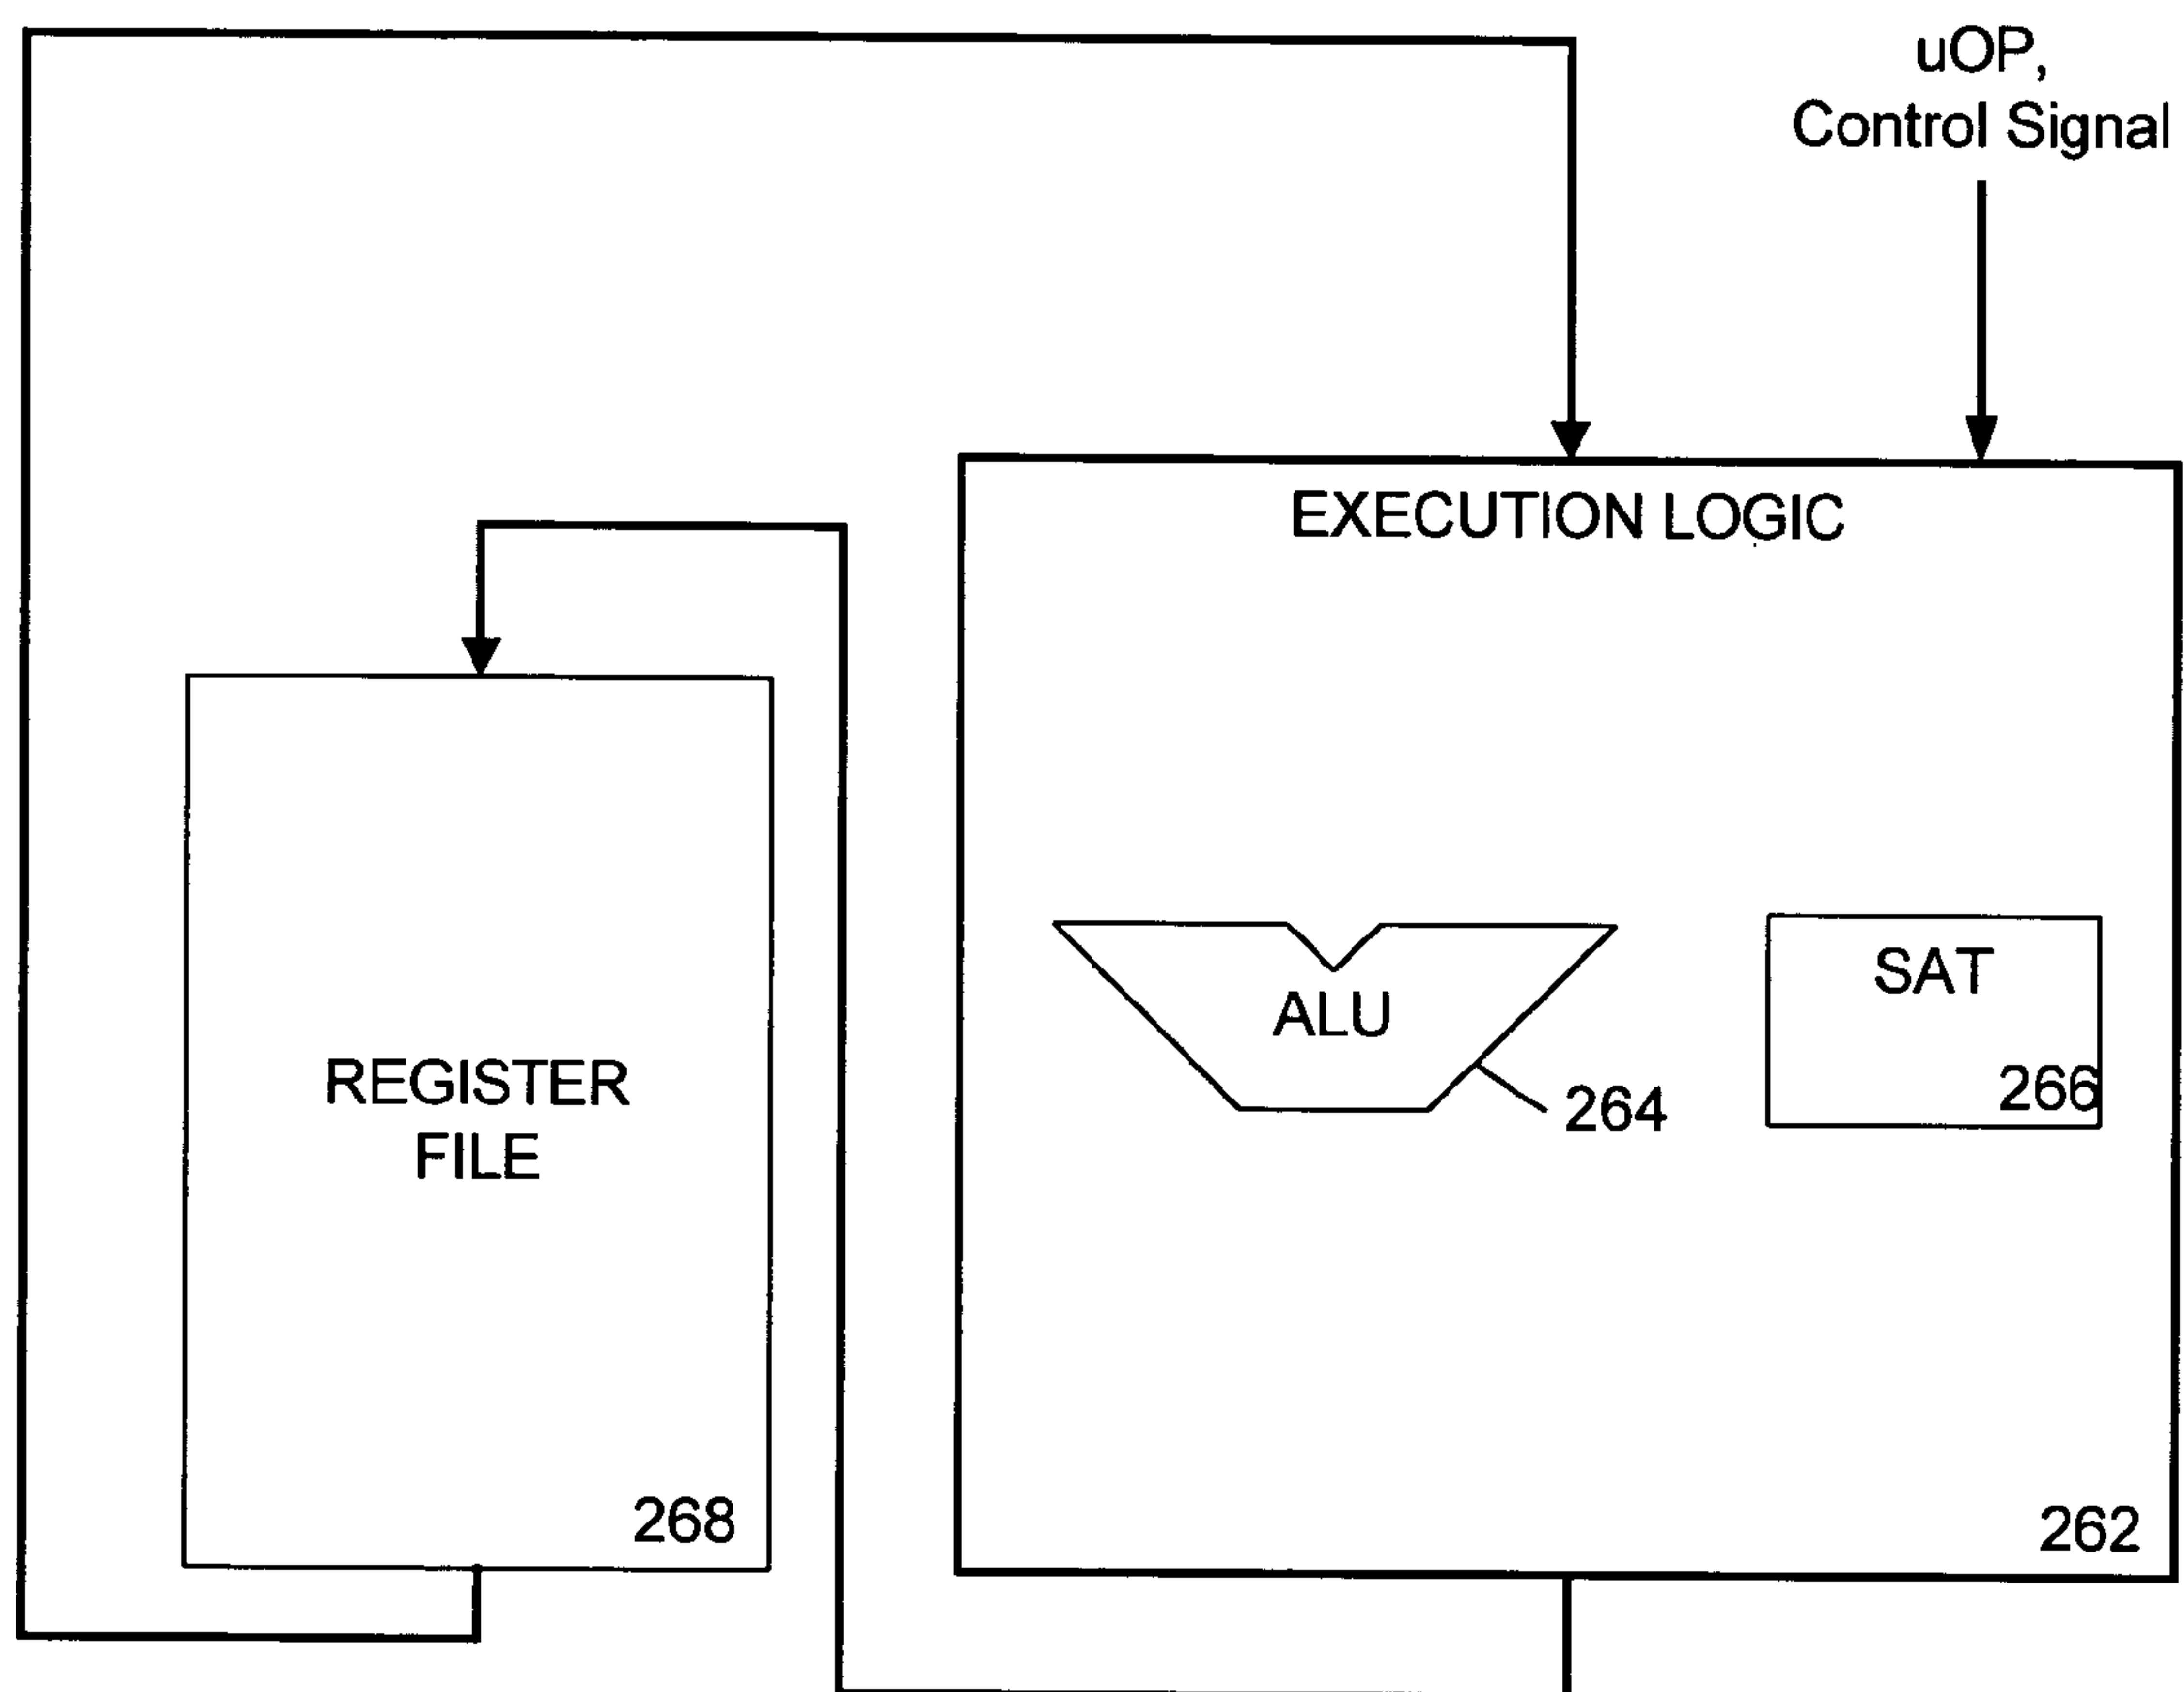 uOP,
Control Signal
EXECUTION LOGIC
ALU
264
SAT
266
262
REGISTER
FILE
268